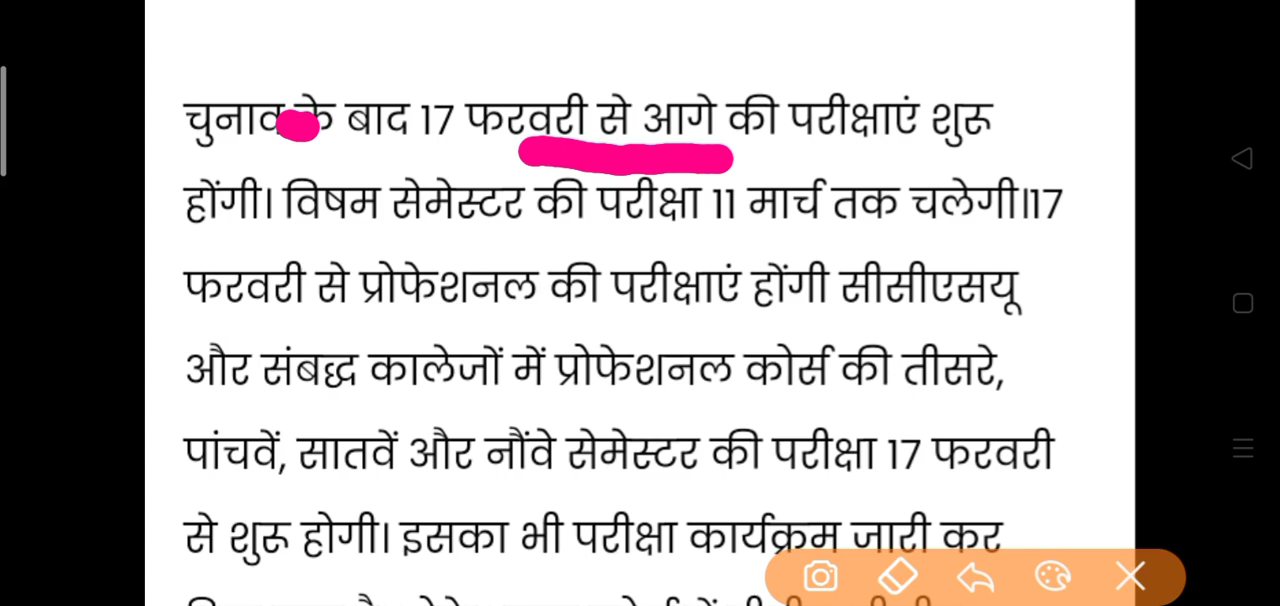 चुनाव के बाद 17 फरवरी से आगे की परीक्षाएं शुरू
होंगी। विषम सेमेस्टर की परीक्षा 11 मार्च तक चलेगी।17
फरवरी से प्रोफेशनल की परीक्षाएं होंगी सीसीएसयू
और संबद्ध कालेजों में प्रोफेशनल कोर्स की तीसरे,
पांचवें, सातवें और नौंवे सेमेस्टर की परीक्षा 17 फरवरी
से शुरू होगी। इसका भी परीक्षा कार्यक्रम जारी कर